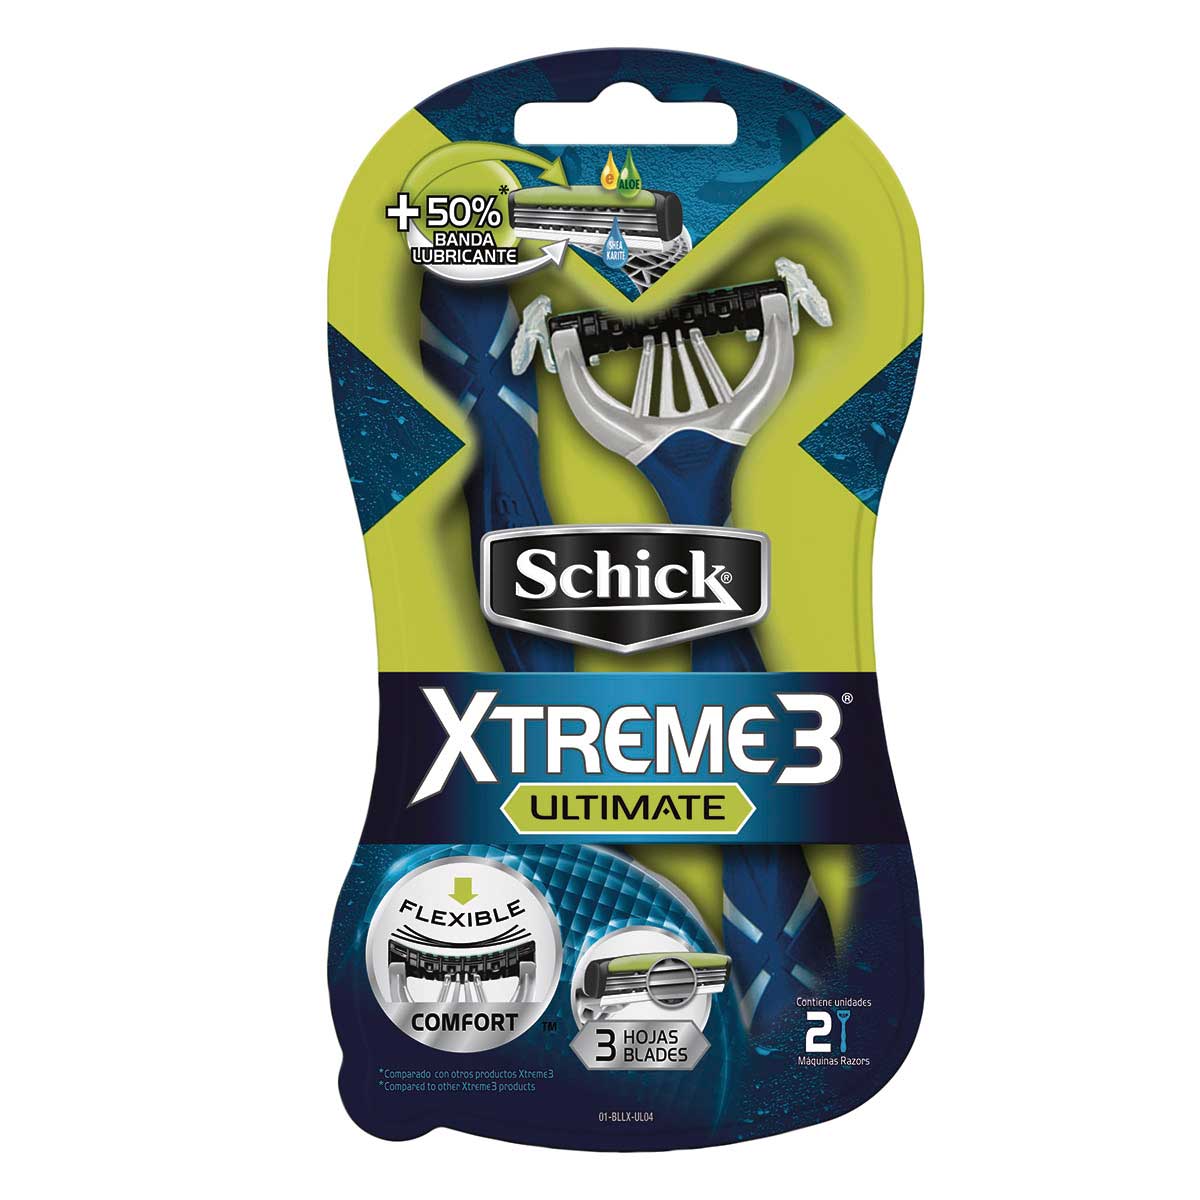 e ALOE
+50%*
BANDA
LUBRICANTE
SHEA
KARITE
Schick®
XTREME3®
ULTIMATE
FLEXIBLE
COMFORT ™
3 HOJAS
BLADES
Contiene unidades
2
Máquinas Razors
*Comparado con otros productos Xtreme3
*Compared to other Xtreme3 products
01-BLLX-UL04